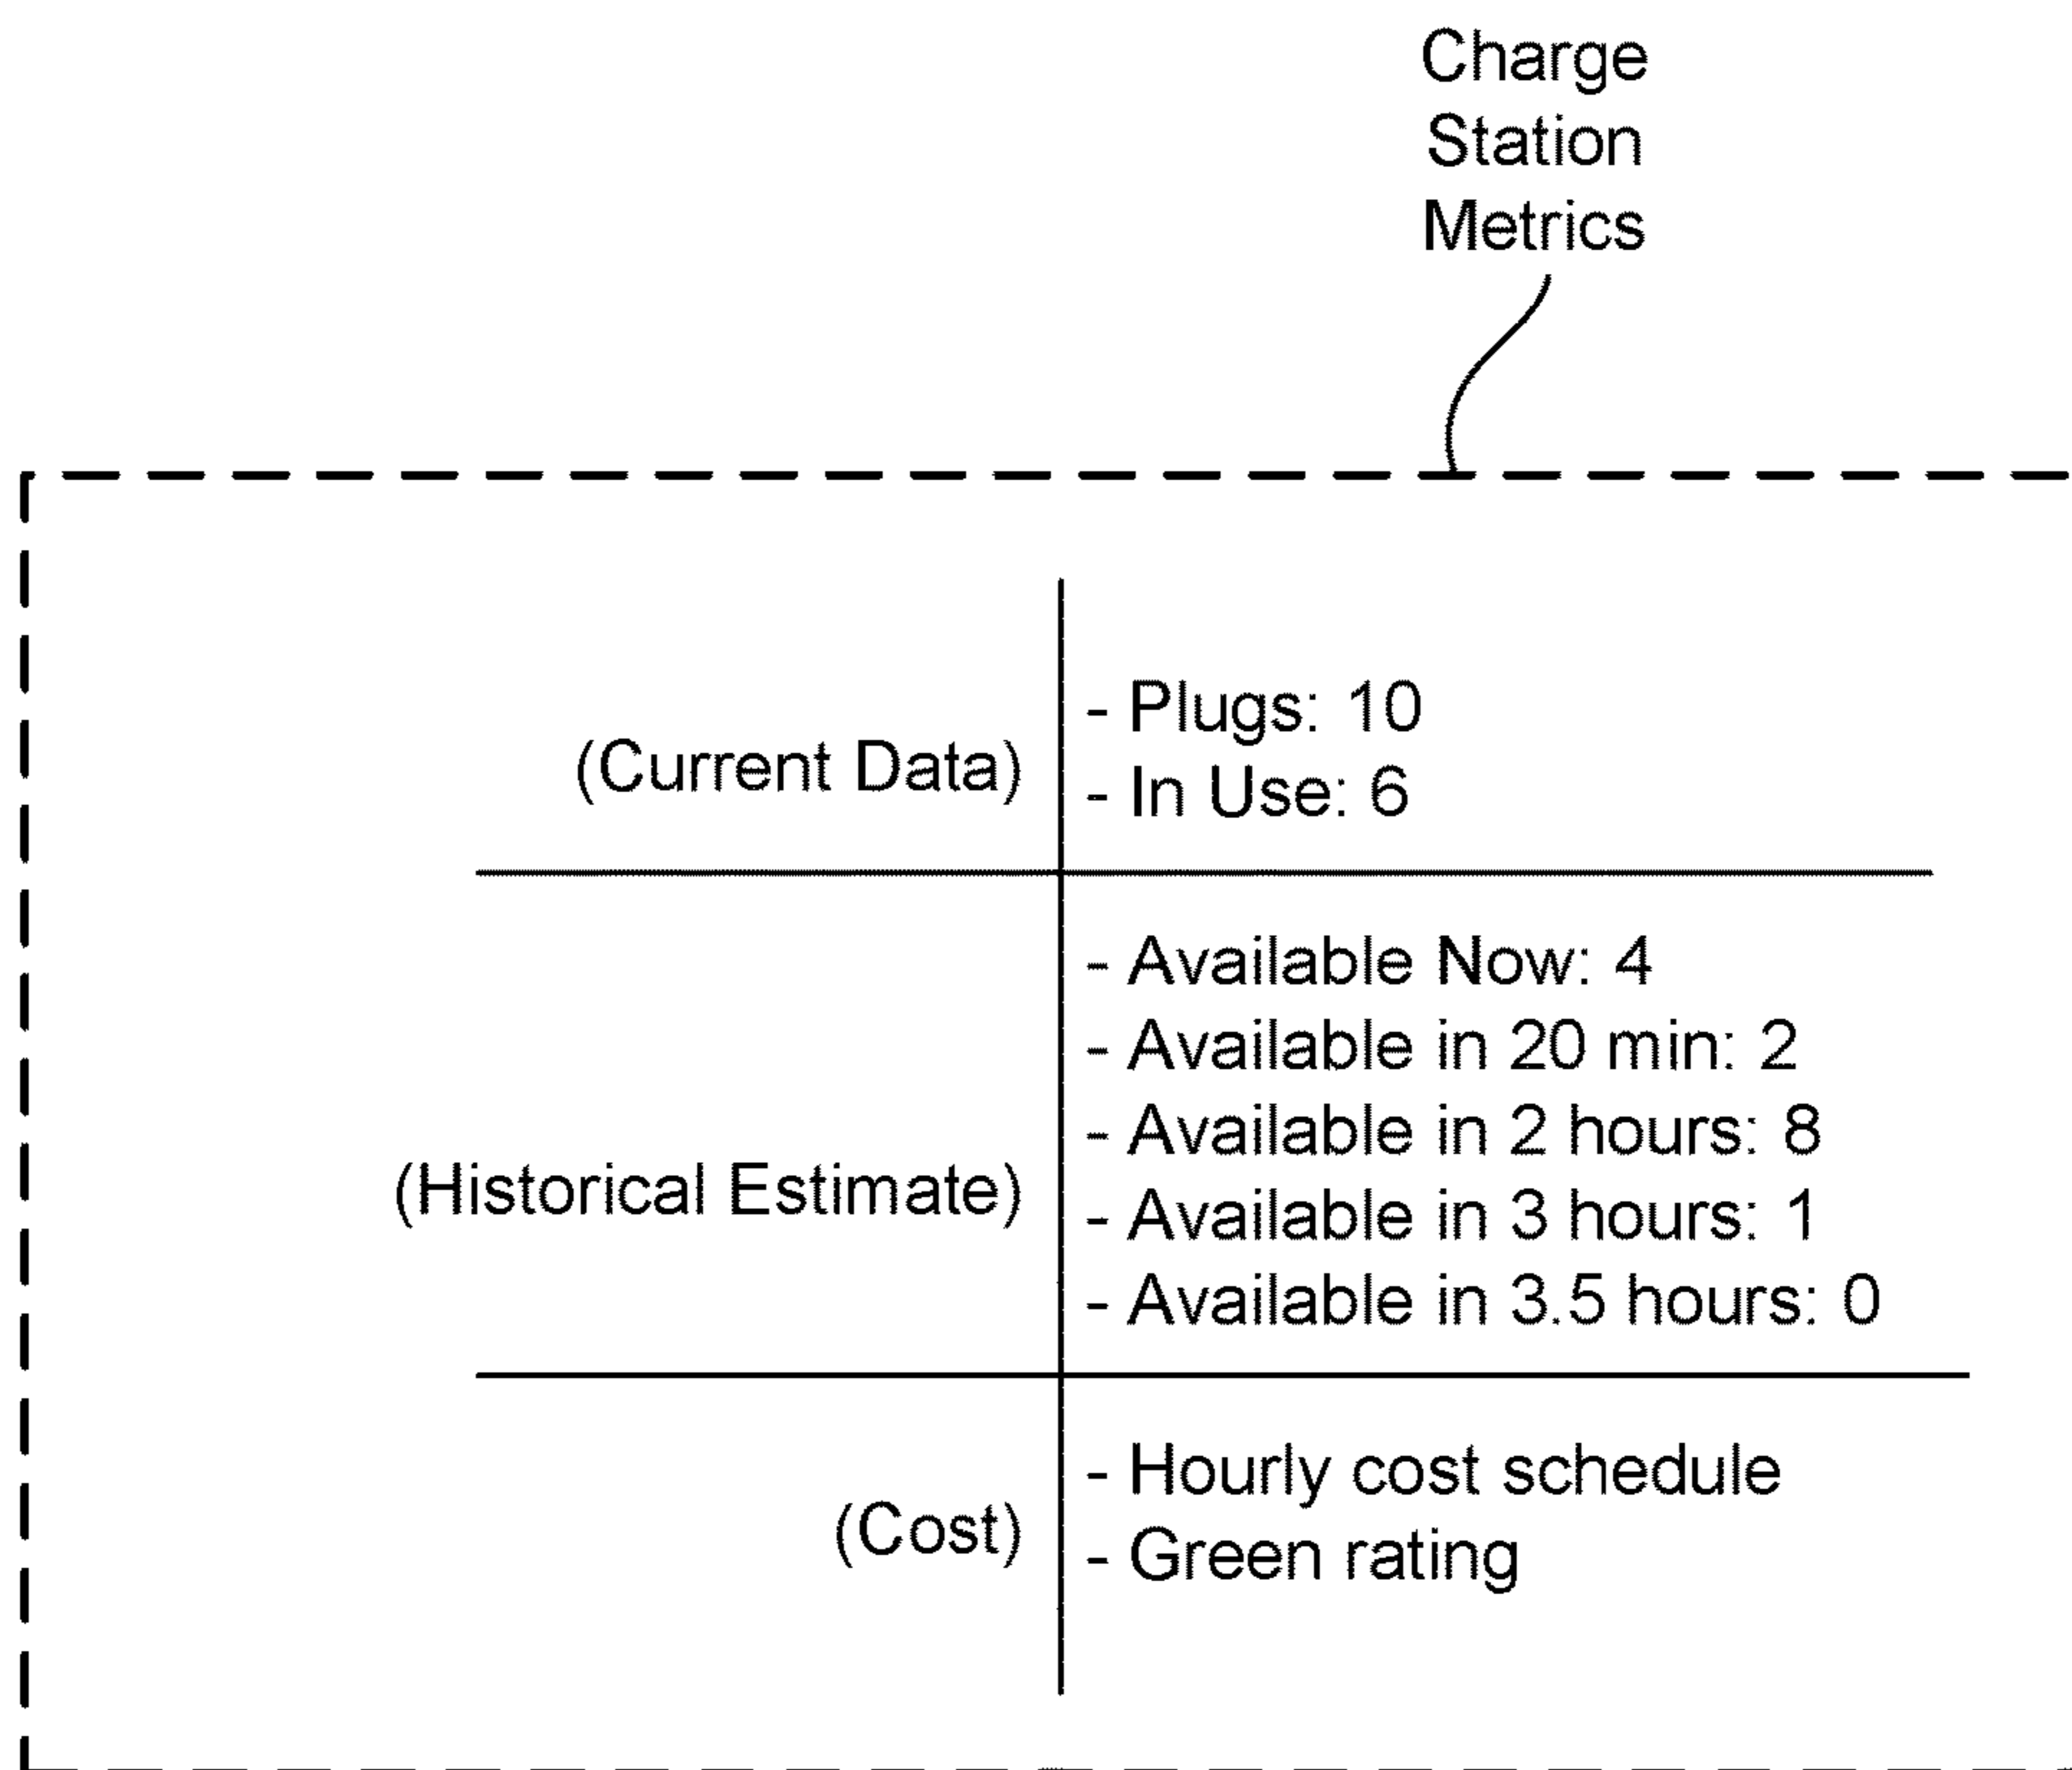 Charge
Station
Metrics
(Current Data)
- Plugs: 10
- In Use: 6
(Historical Estimate)
- Available Now: 4
- Available in 20 min: 2
- Available in 2 hours: 8
- Available in 3 hours: 1
- Available in 3.5 hours: 0
(Cost)
- Hourly cost schedule
- Green rating